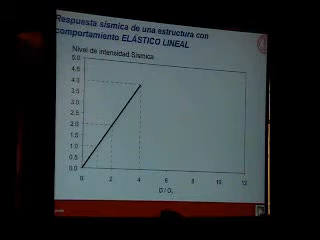 Respuesta sísmica de una estructura con
comportamiento ELÁSTICO LINEAL
Nivel de intensidad Sísmica
5.0
4.5
4.0
3.5
3.0
2.5
2.0
1.5
1.0
0.5
0.0
0 2 4 6 8 10 12